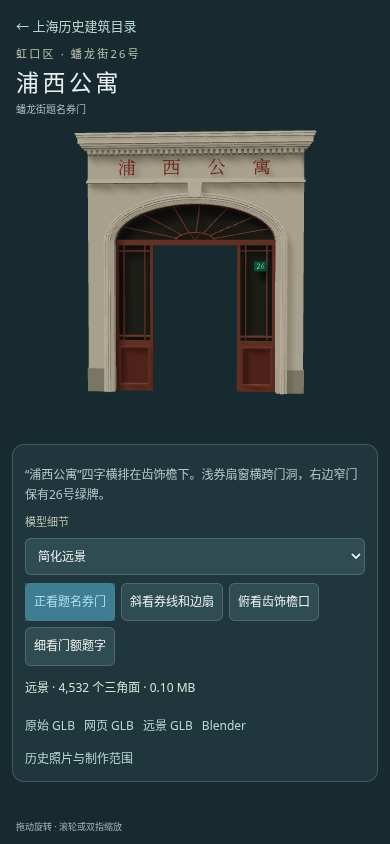 ← 上海历史建筑目录
虹口区 · 蟠龙街26号
浦西公寓
蟠龙街题名券门
浦西公寓
26
“浦西公寓”四字横排在齿饰檐下。浅券扇窗横跨门洞，右边窄门
保有26号绿牌。
模型细节
简化远景
正看题名券门 斜看券线和边扇 俯看齿饰檐口
细看门额题字
远景 · 4,532 个三角面 · 0.10 MB
原始 GLB 网页 GLB 远景 GLB Blender
历史照片与制作范围
拖动旋转 · 滚轮或双指缩放